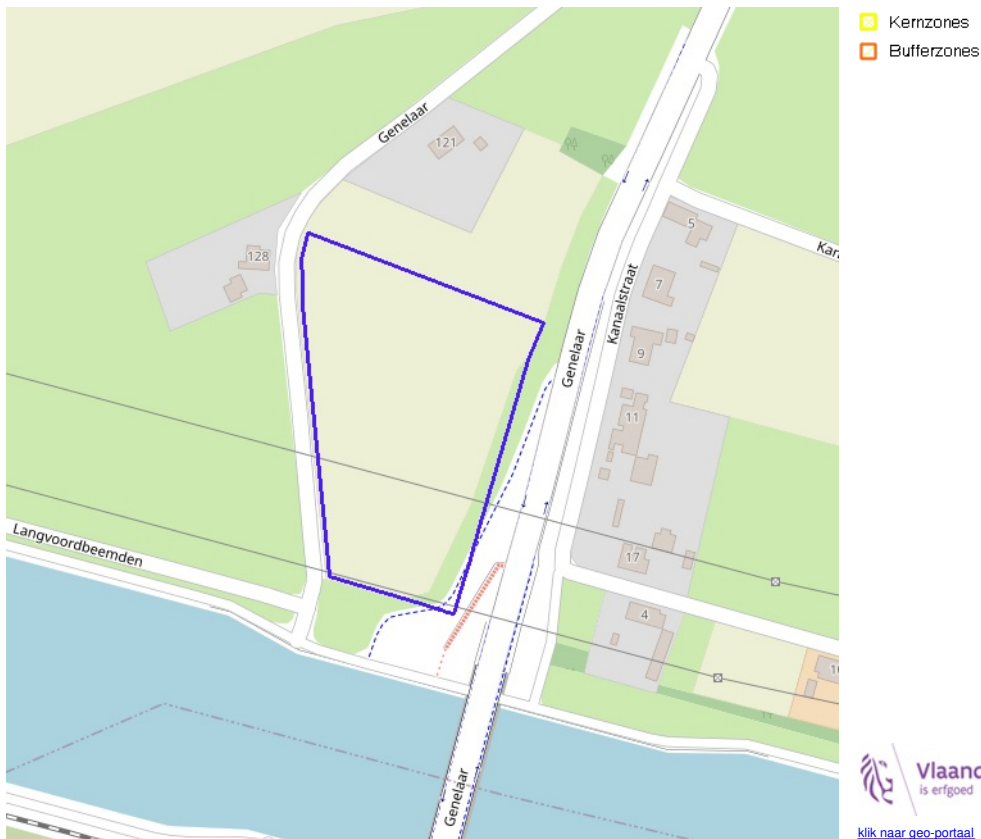 Kernzones
Bufferzones
Genelaar
121
128
5
Kanaalstraat
7
Genelaar
9
11
Langvoordbeemden
17
4
Genelaar
Vlaand
is erfgoed
klik naar geo-portaal